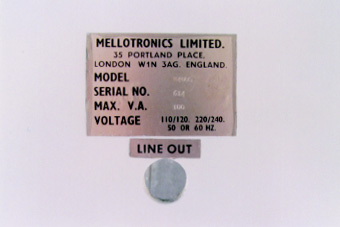 MELLOTRONICS LIMITED.
35 PORTLAND PLACE,
LONDON W1N 3AG. ENGLAND.
MODEL
SERIAL NO.
MAX. V.A.
VOLTAGE 110/120. 220/240.
50 OR 60 HZ.
LINE OUT